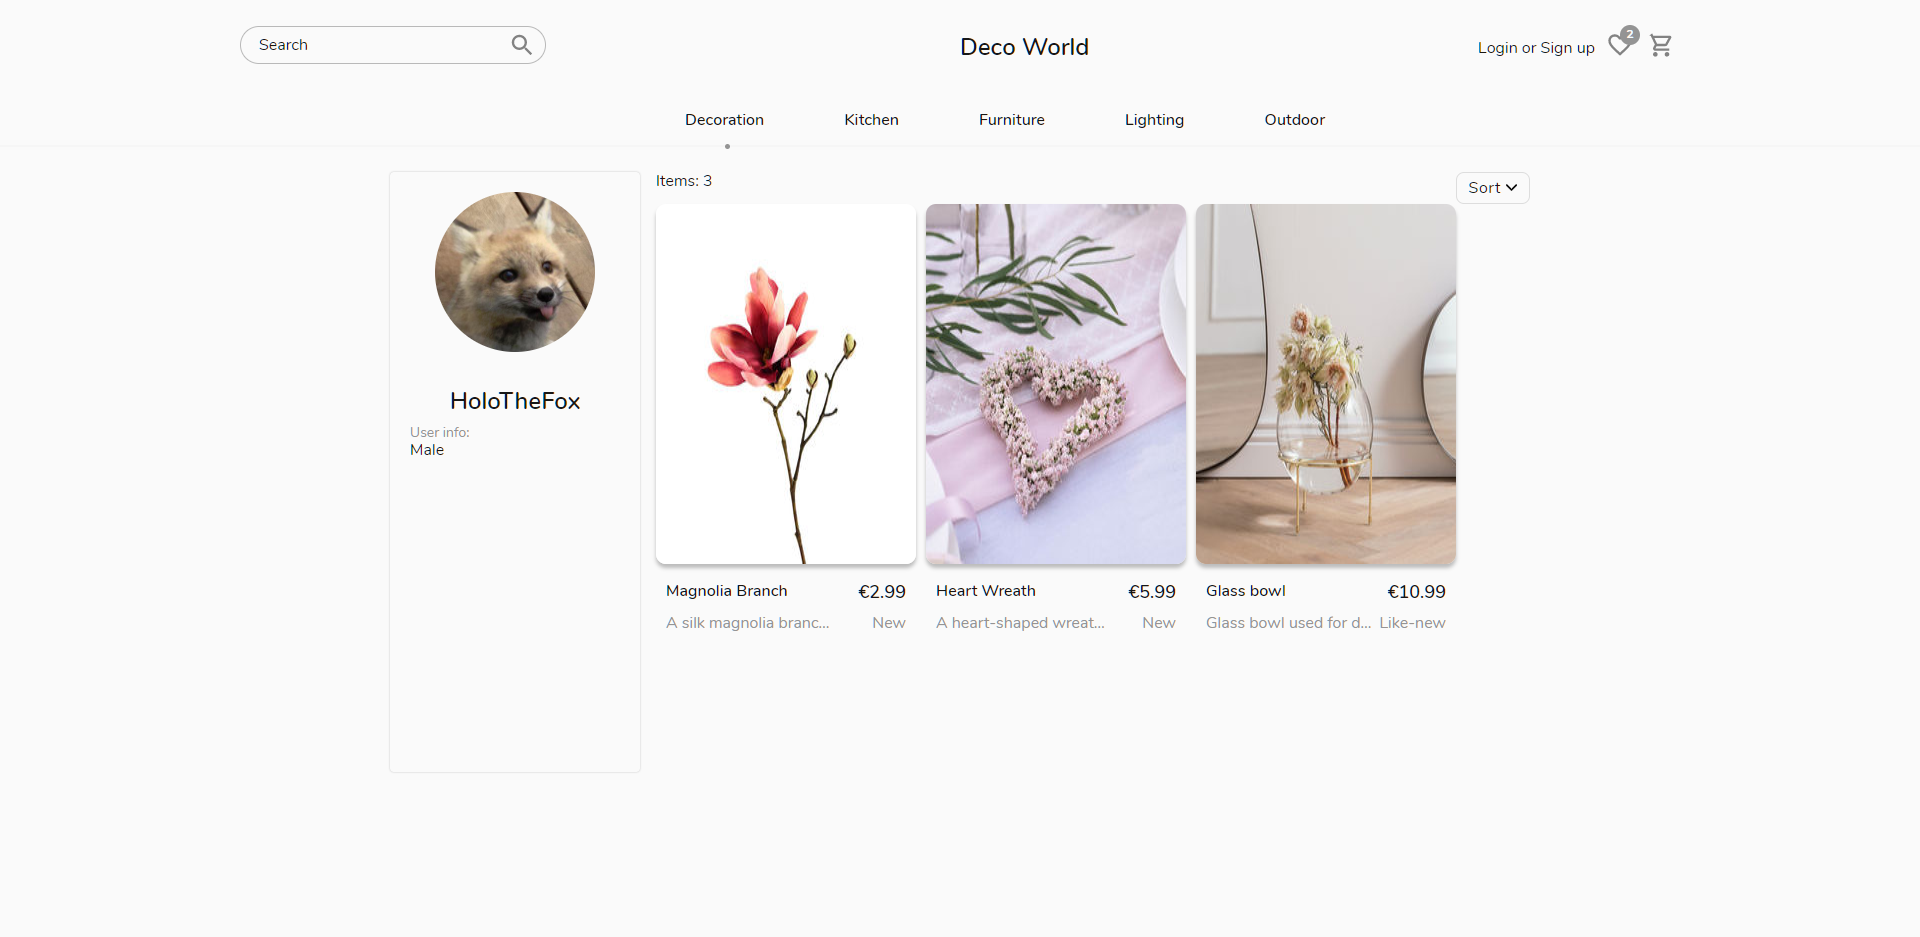 Search
Deco World
Login or Sign up
2
Decoration
Kitchen
Furniture
Lighting
Outdoor
HoloTheFox
User info:
Male
Items: 3
Sort
Magnolia Branch
€2.99
A silk magnolia branc...
New
Heart Wreath
€5.99
A heart-shaped wreat...
New
Glass bowl
€10.99
Glass bowl used for d...
Like-new